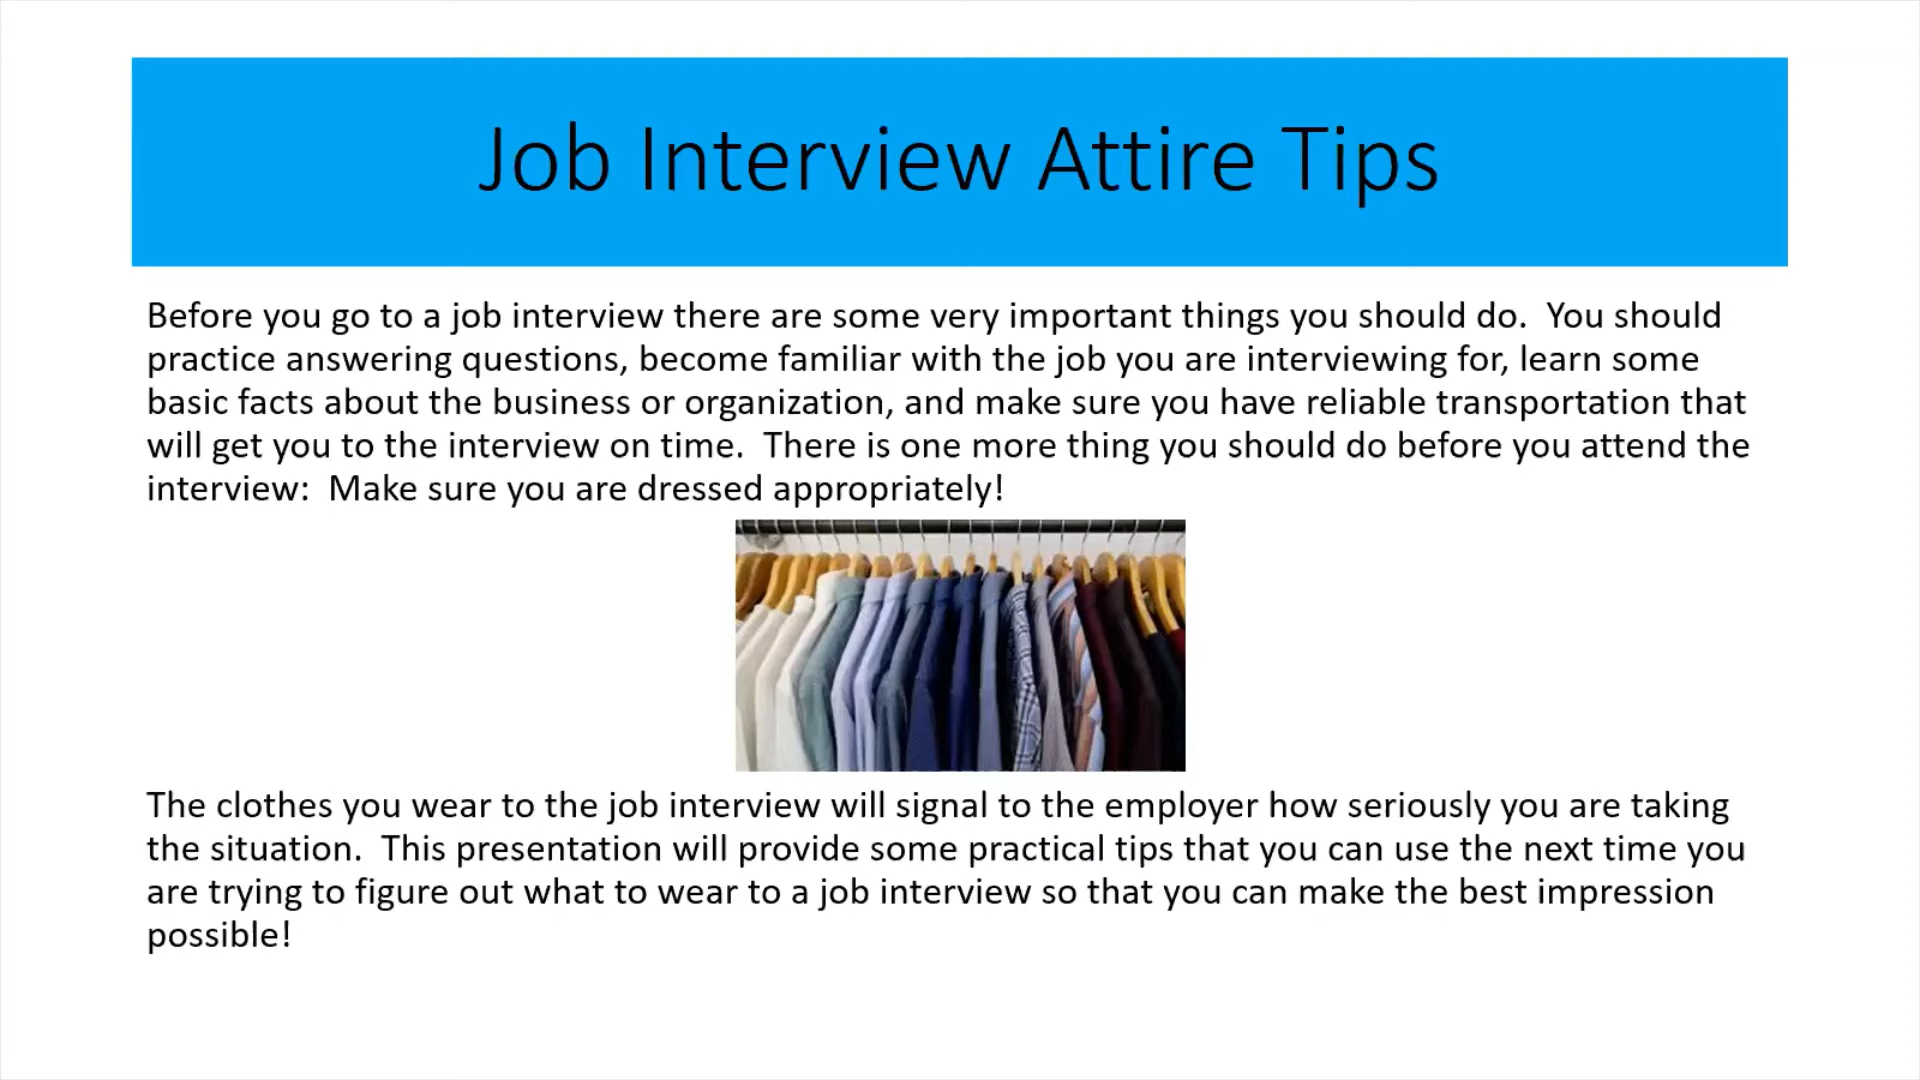 Job Interview Attire Tips
Before you go to a job interview there are some very important things you should do.  You should
practice answering questions, become familiar with the job you are interviewing for, learn some
basic facts about the business or organization, and make sure you have reliable transportation that
will get you to the interview on time.  There is one more thing you should do before you attend the
interview:  Make sure you are dressed appropriately!
The clothes you wear to the job interview will signal to the employer how seriously you are taking
the situation.  This presentation will provide some practical tips that you can use the next time you
are trying to figure out what to wear to a job interview so that you can make the best impression
possible!